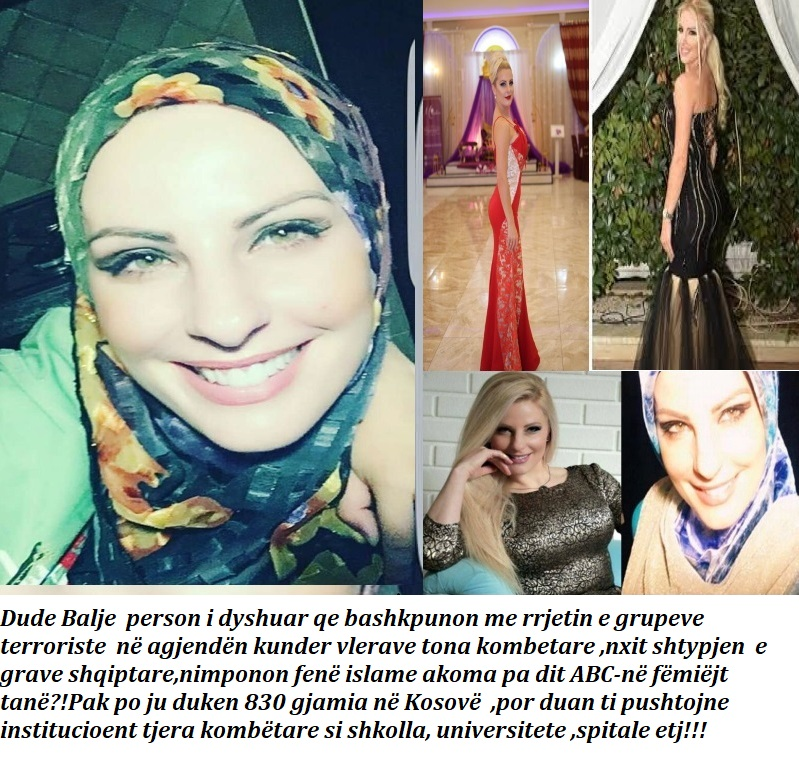 Dude Balje person i dyshuar qe bashkpunon me rrjetin e grupeve
terroriste në agjendën kunder vlerave tona kombetare ,nxit shtypjen e
grave shqiptare,nimponon fenë islame akoma pa dit ABC-në fëmiëjt
tanë?!Pak po ju duken 830 gjamia në Kosovë ,por duan ti pushtojne
institucioent tjera kombëtare si shkolla, universitete ,spitale etj!!!